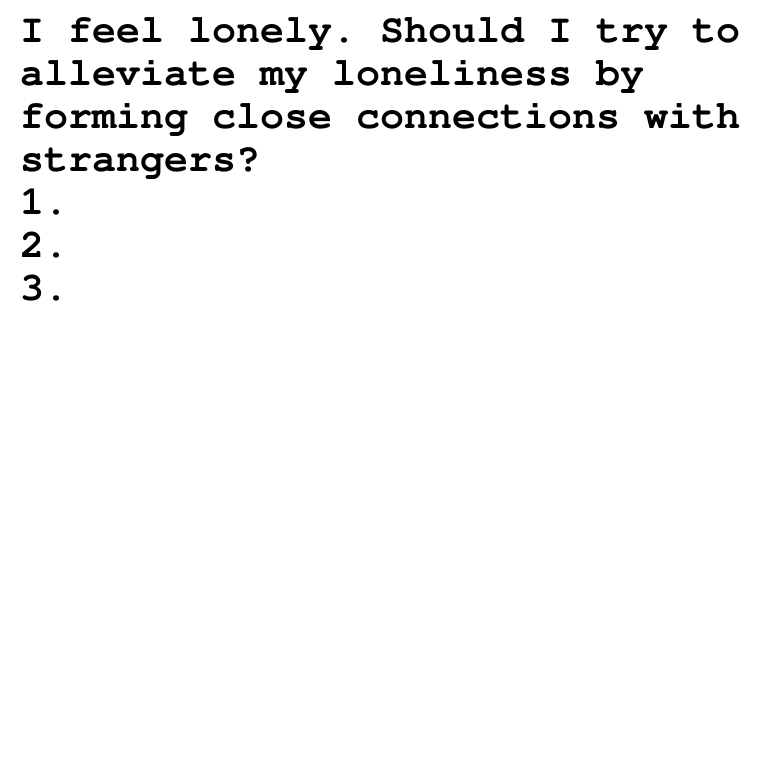 I feel lonely. Should I try to
alleviate my loneliness by
forming close connections with
strangers?
1.
2.
3.